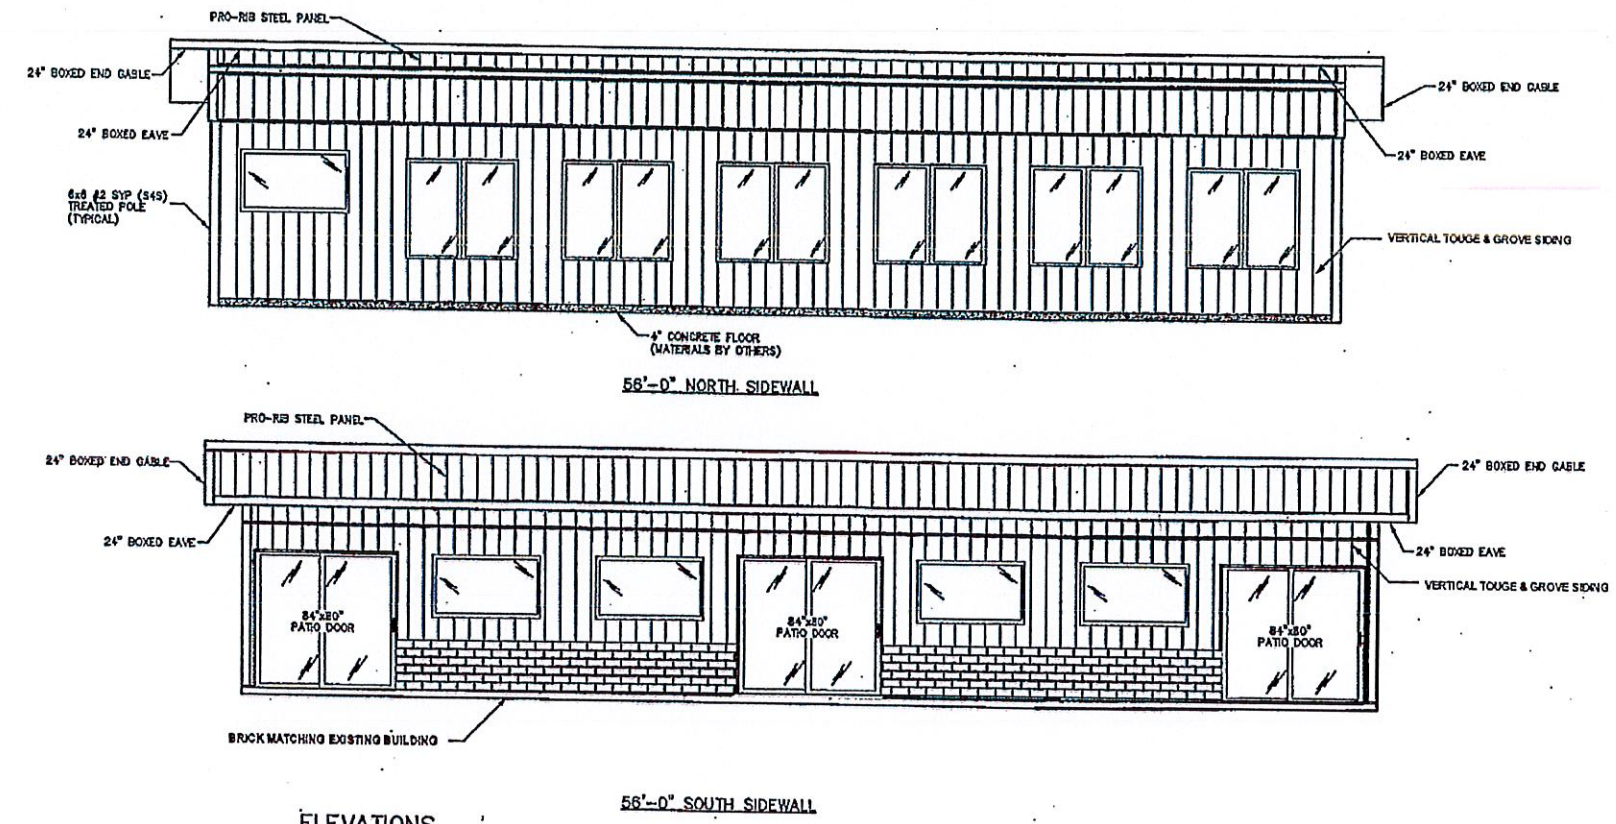 PRO-RIB STEEL PANEL
24" BOXED END GABLE
24" BOXED END GABLE
24" BOXED EAVE
24" BOXED EAVE
6x6 #2 SYP (S4S)
TREATED POLE
(TYPICAL)
VERTICAL TOUGE & GROVE SIDING
4" CONCRETE FLOOR
(MATERIALS BY OTHERS)
56'-0" NORTH SIDEWALL
PRO-RIB STEEL PANEL
24" BOXED END GABLE
24" BOXED END GABLE
24" BOXED EAVE
24" BOXED EAVE
VERTICAL TOUGE & GROVE SIDING
84"x80"
PATIO DOOR
84"x80"
PATIO DOOR
84"x80"
PATIO DOOR
BRICK MATCHING EXISTING BUILDING
56'-0" SOUTH SIDEWALL
ELEVATIONS